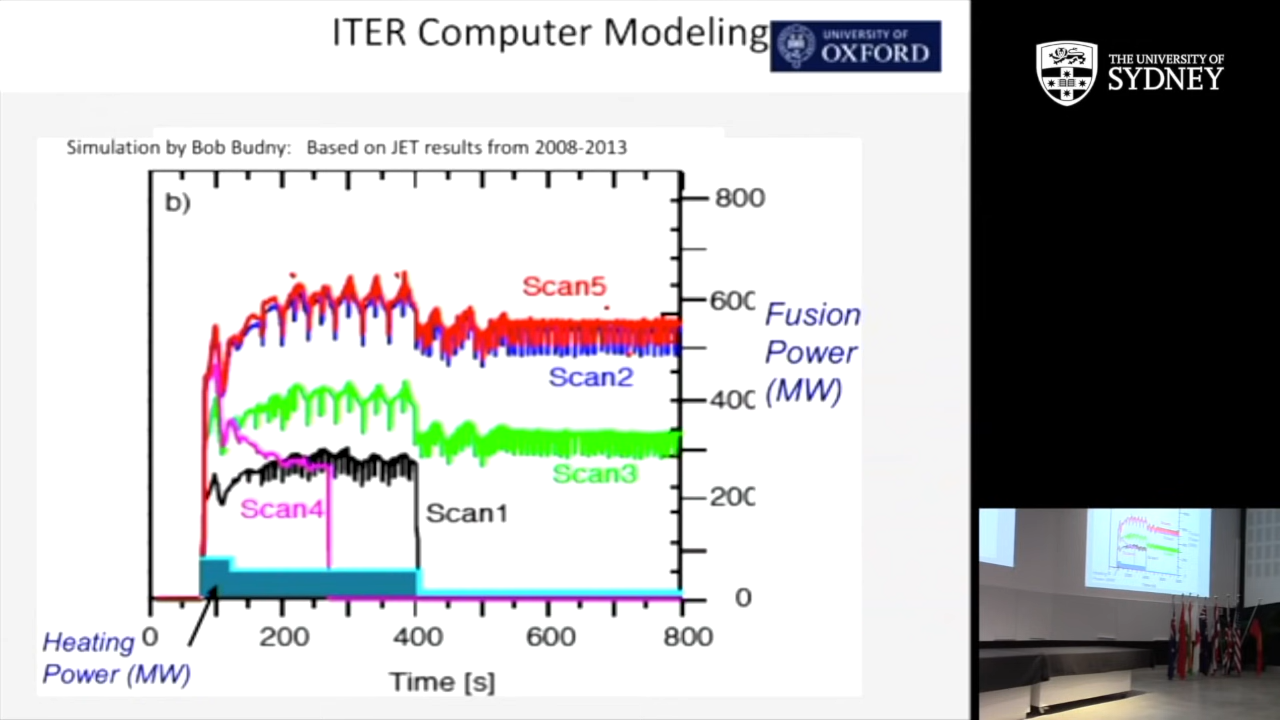 ITER Computer Modeling
UNIVERSITY OF
OXFORD
THE UNIVERSITY OF
SYDNEY
Simulation by Bob Budny: Based on JET results from 2008-2013
b)
800
Scan5
600
Fusion
Power
(MW)
Scan2
400
Scan3
200
Scan4
Scan1
0
Heating
Power (MW)
0 200 400 600 800
Time [s]